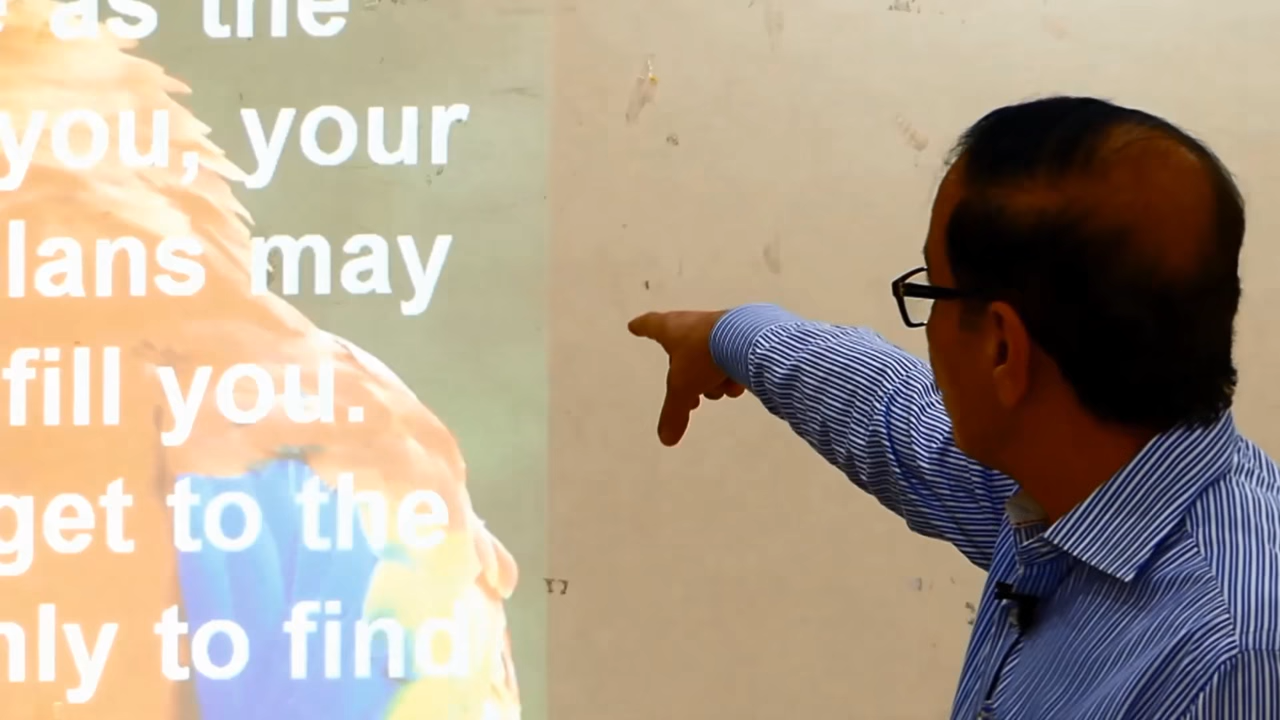 as the
you, your
lans may
fill you.
get to the
nly to find